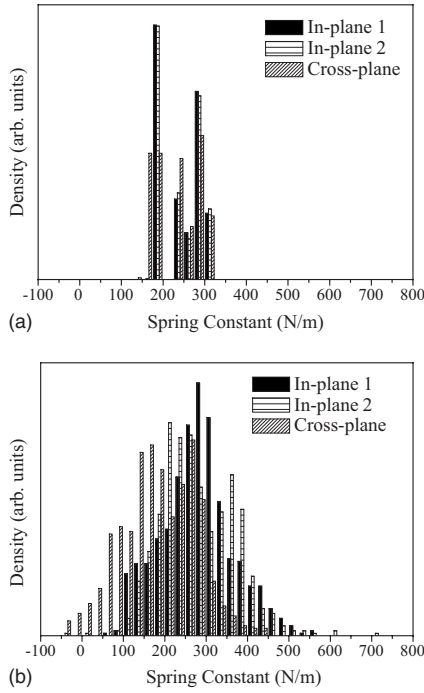 In-plane 1
In-plane 2
Cross-plane
Density (arb. units)
-100 0 100 200 300 400 500 600 700 800
(a)
Spring Constant (N/m)
In-plane 1
In-plane 2
Cross-plane
Density (arb. units)
-100 0 100 200 300 400 500 600 700 800
(b)
Spring Constant (N/m)